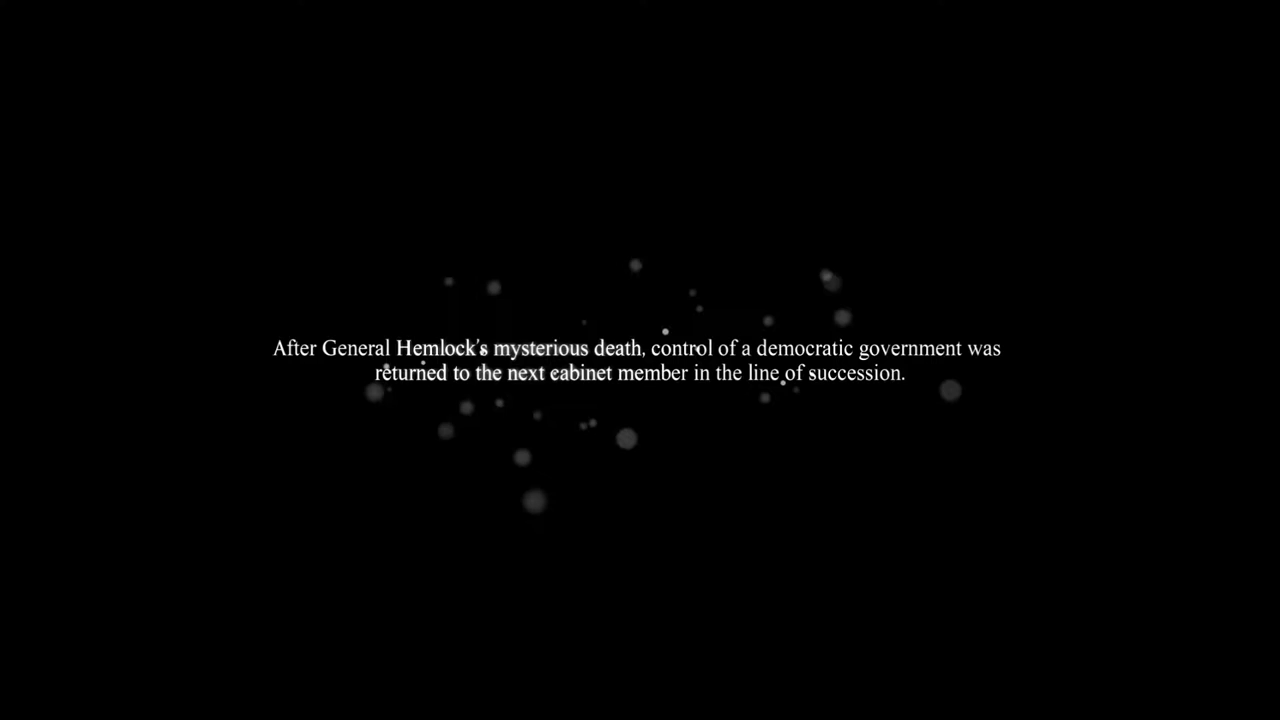 After General Hemlock's mysterious death, control of a democratic government was
returned to the next cabinet member in the line of succession.